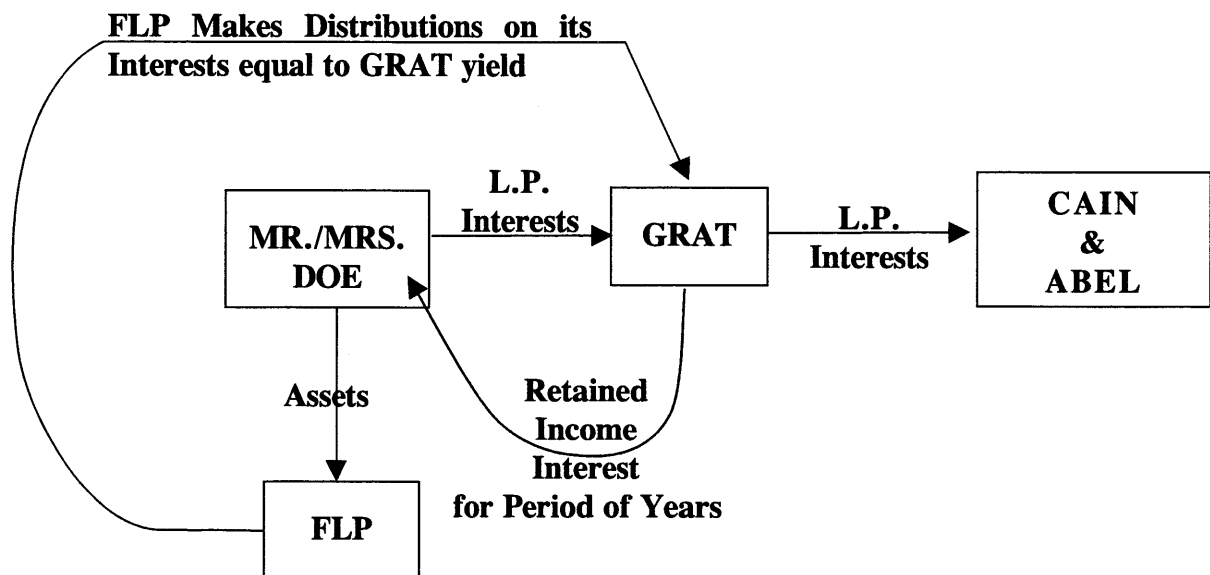 FLP Makes Distributions on its
Interests equal to GRAT yield
L.P.
Interests
MR./MRS.
DOE
GRAT
L.P.
Interests
CAIN
&
ABEL
Assets
Retained
Income
Interest
for Period of Years
FLP